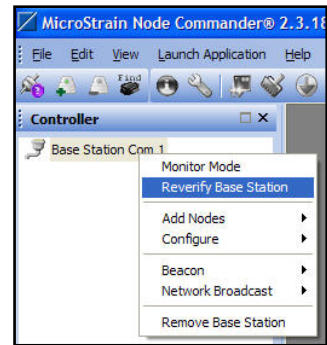 MicroStrain Node Commander® 2.3.18
File Edit View Launch Application Help
Find
Controller
Base Station Com 1
Monitor Mode
Reverify Base Station
Add Nodes
Configure
Beacon
Network Broadcast
Remove Base Station